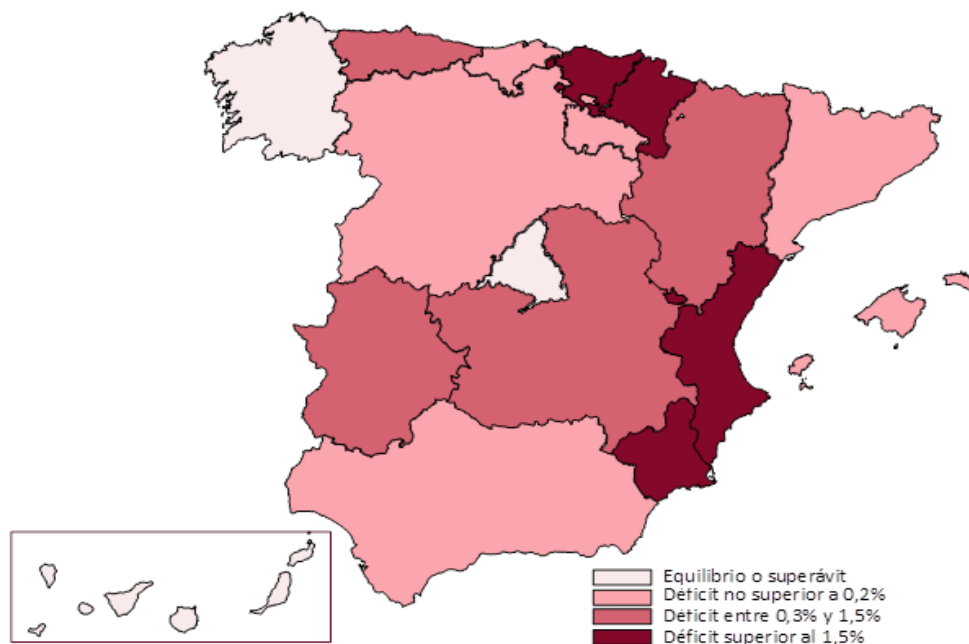 Equilibrio o superávit
Déficit no superior a 0,2%
Déficit entre 0,3% y 1,5%
Déficit superior al 1,5%